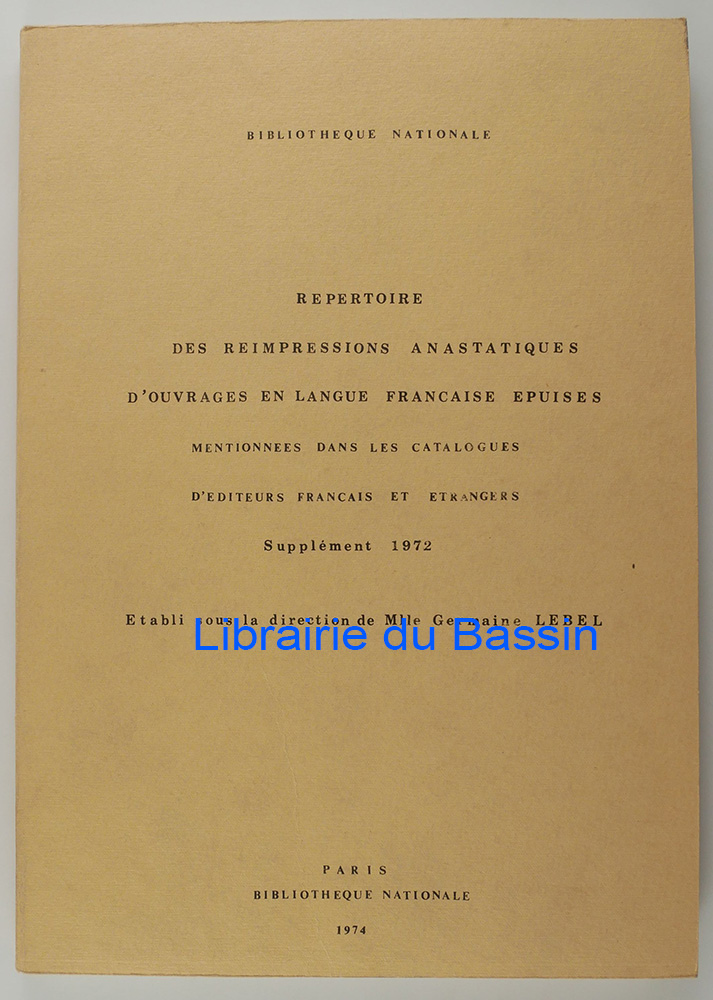 BIBLIOTHEQUE NATIONALE
REPERTOIRE
DES REIMPRESSIONS ANASTATIQUES
D'OUVRAGES EN LANGUE FRANCAISE EPUISES
MENTIONNEES DANS LES CATALOGUES
D'EDITEURS FRANCAIS ET ETRANGERS
Supplément 1972
Etabli sous la direction de Mlle Germaine LEBEL
Librairie du Bassin
PARIS
BIBLIOTHEQUE NATIONALE
1974